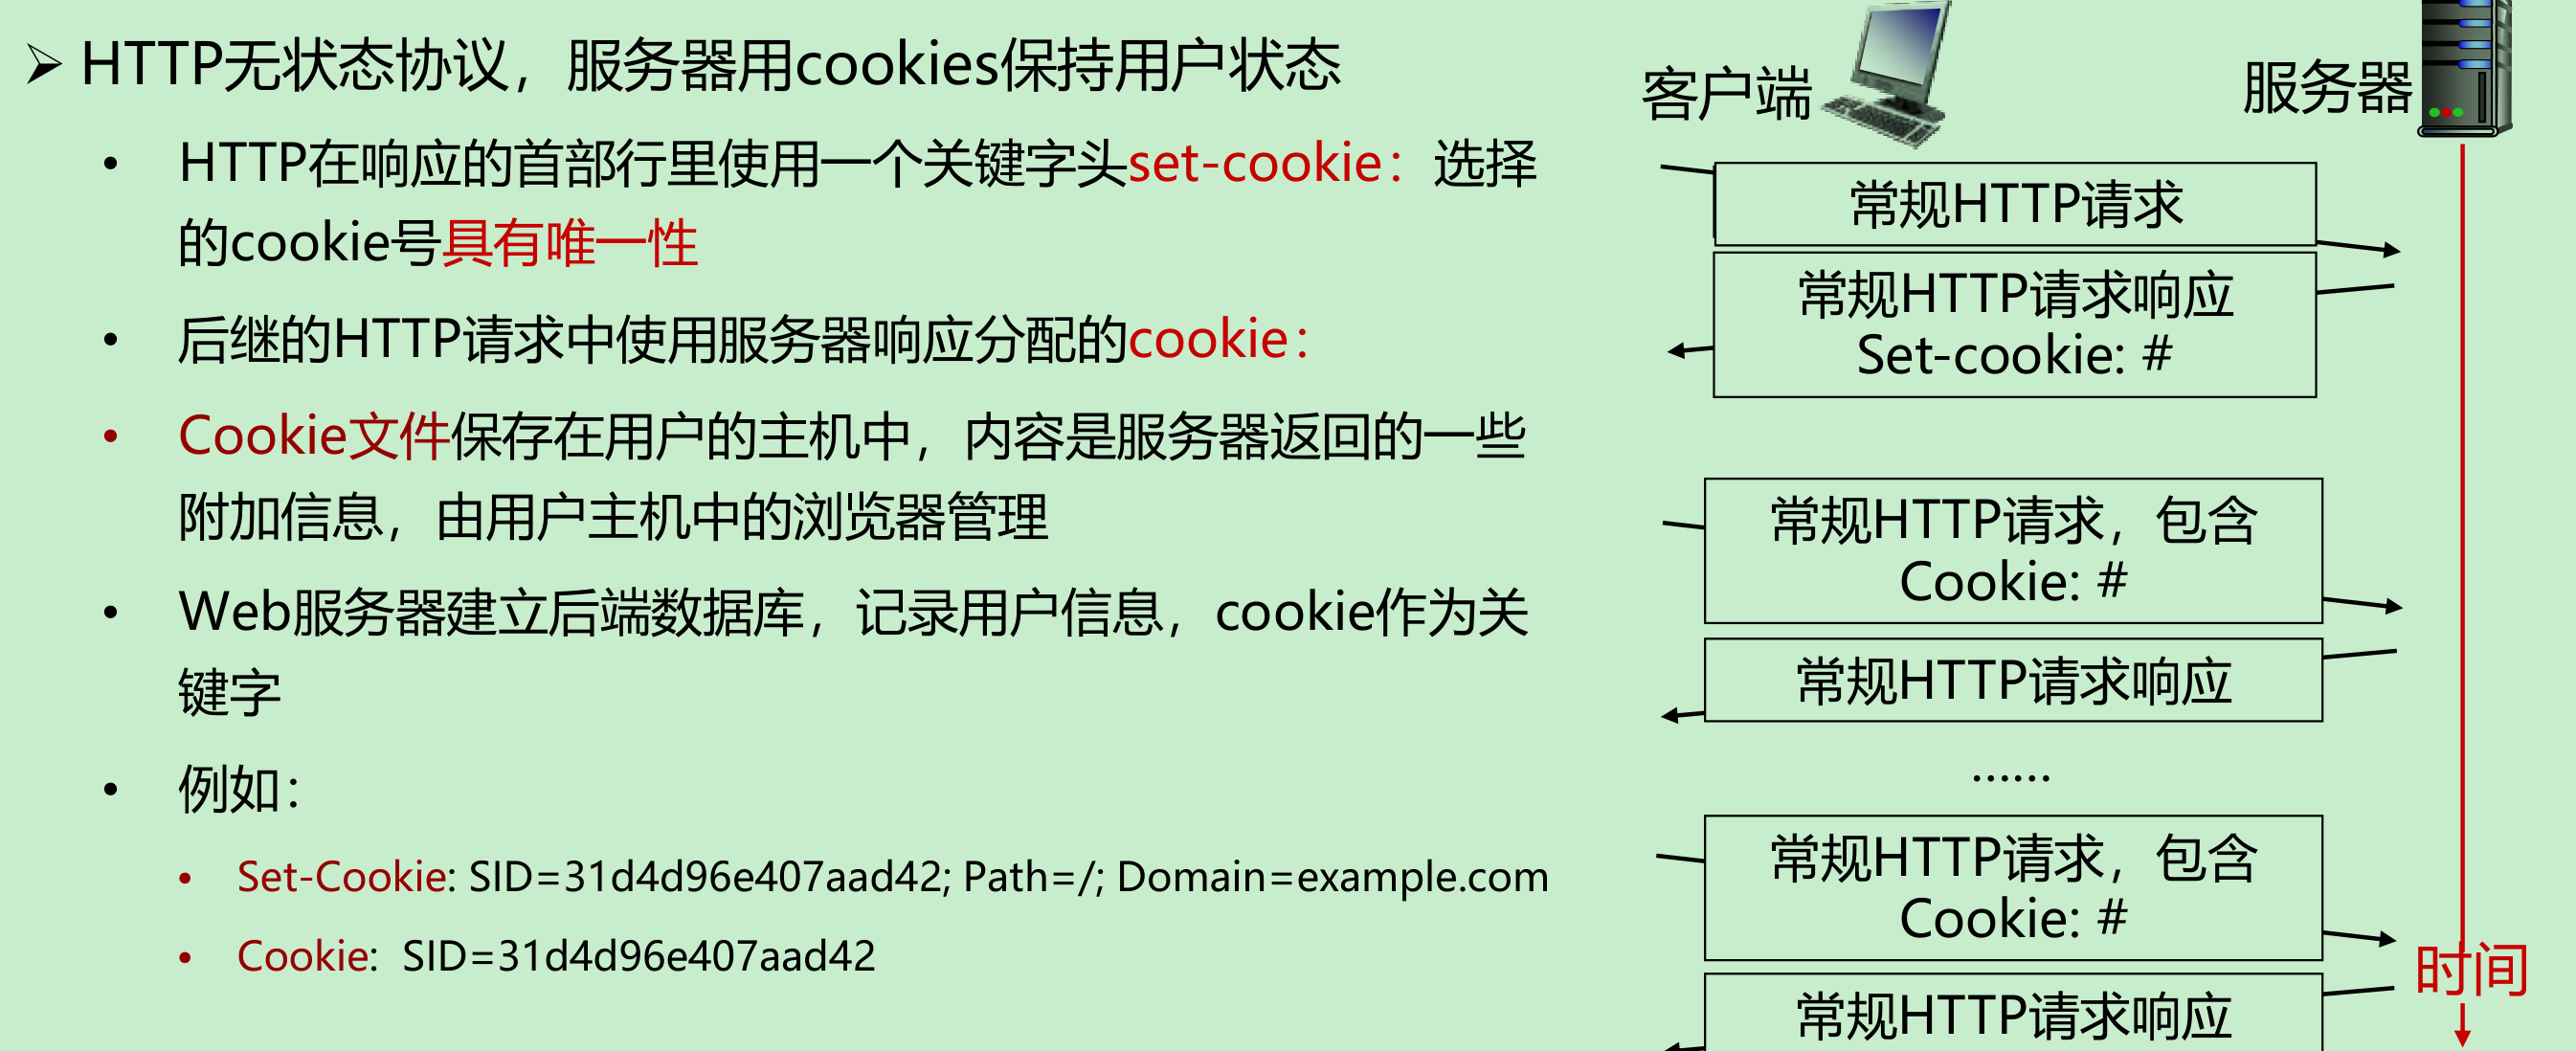 HTTP无状态协议，服务器用cookies保持用户状态
HTTP在响应的首部行里使用一个关键字头set-cookie：选择
的cookie号具有唯一性
后继的HTTP请求中使用服务器响应分配的cookie：
Cookie文件保存在用户的主机中，内容是服务器返回的一些
附加信息，由用户主机中的浏览器管理
Web服务器建立后端数据库，记录用户信息，cookie作为关
键字
例如：
Set-Cookie: SID=31d4d96e407aad42; Path=/; Domain=example.com
Cookie: SID=31d4d96e407aad42
客户端
服务器
常规HTTP请求
常规HTTP请求响应
Set-cookie: #
常规HTTP请求，包含
Cookie: #
常规HTTP请求响应
……
常规HTTP请求，包含
Cookie: #
常规HTTP请求响应
时间